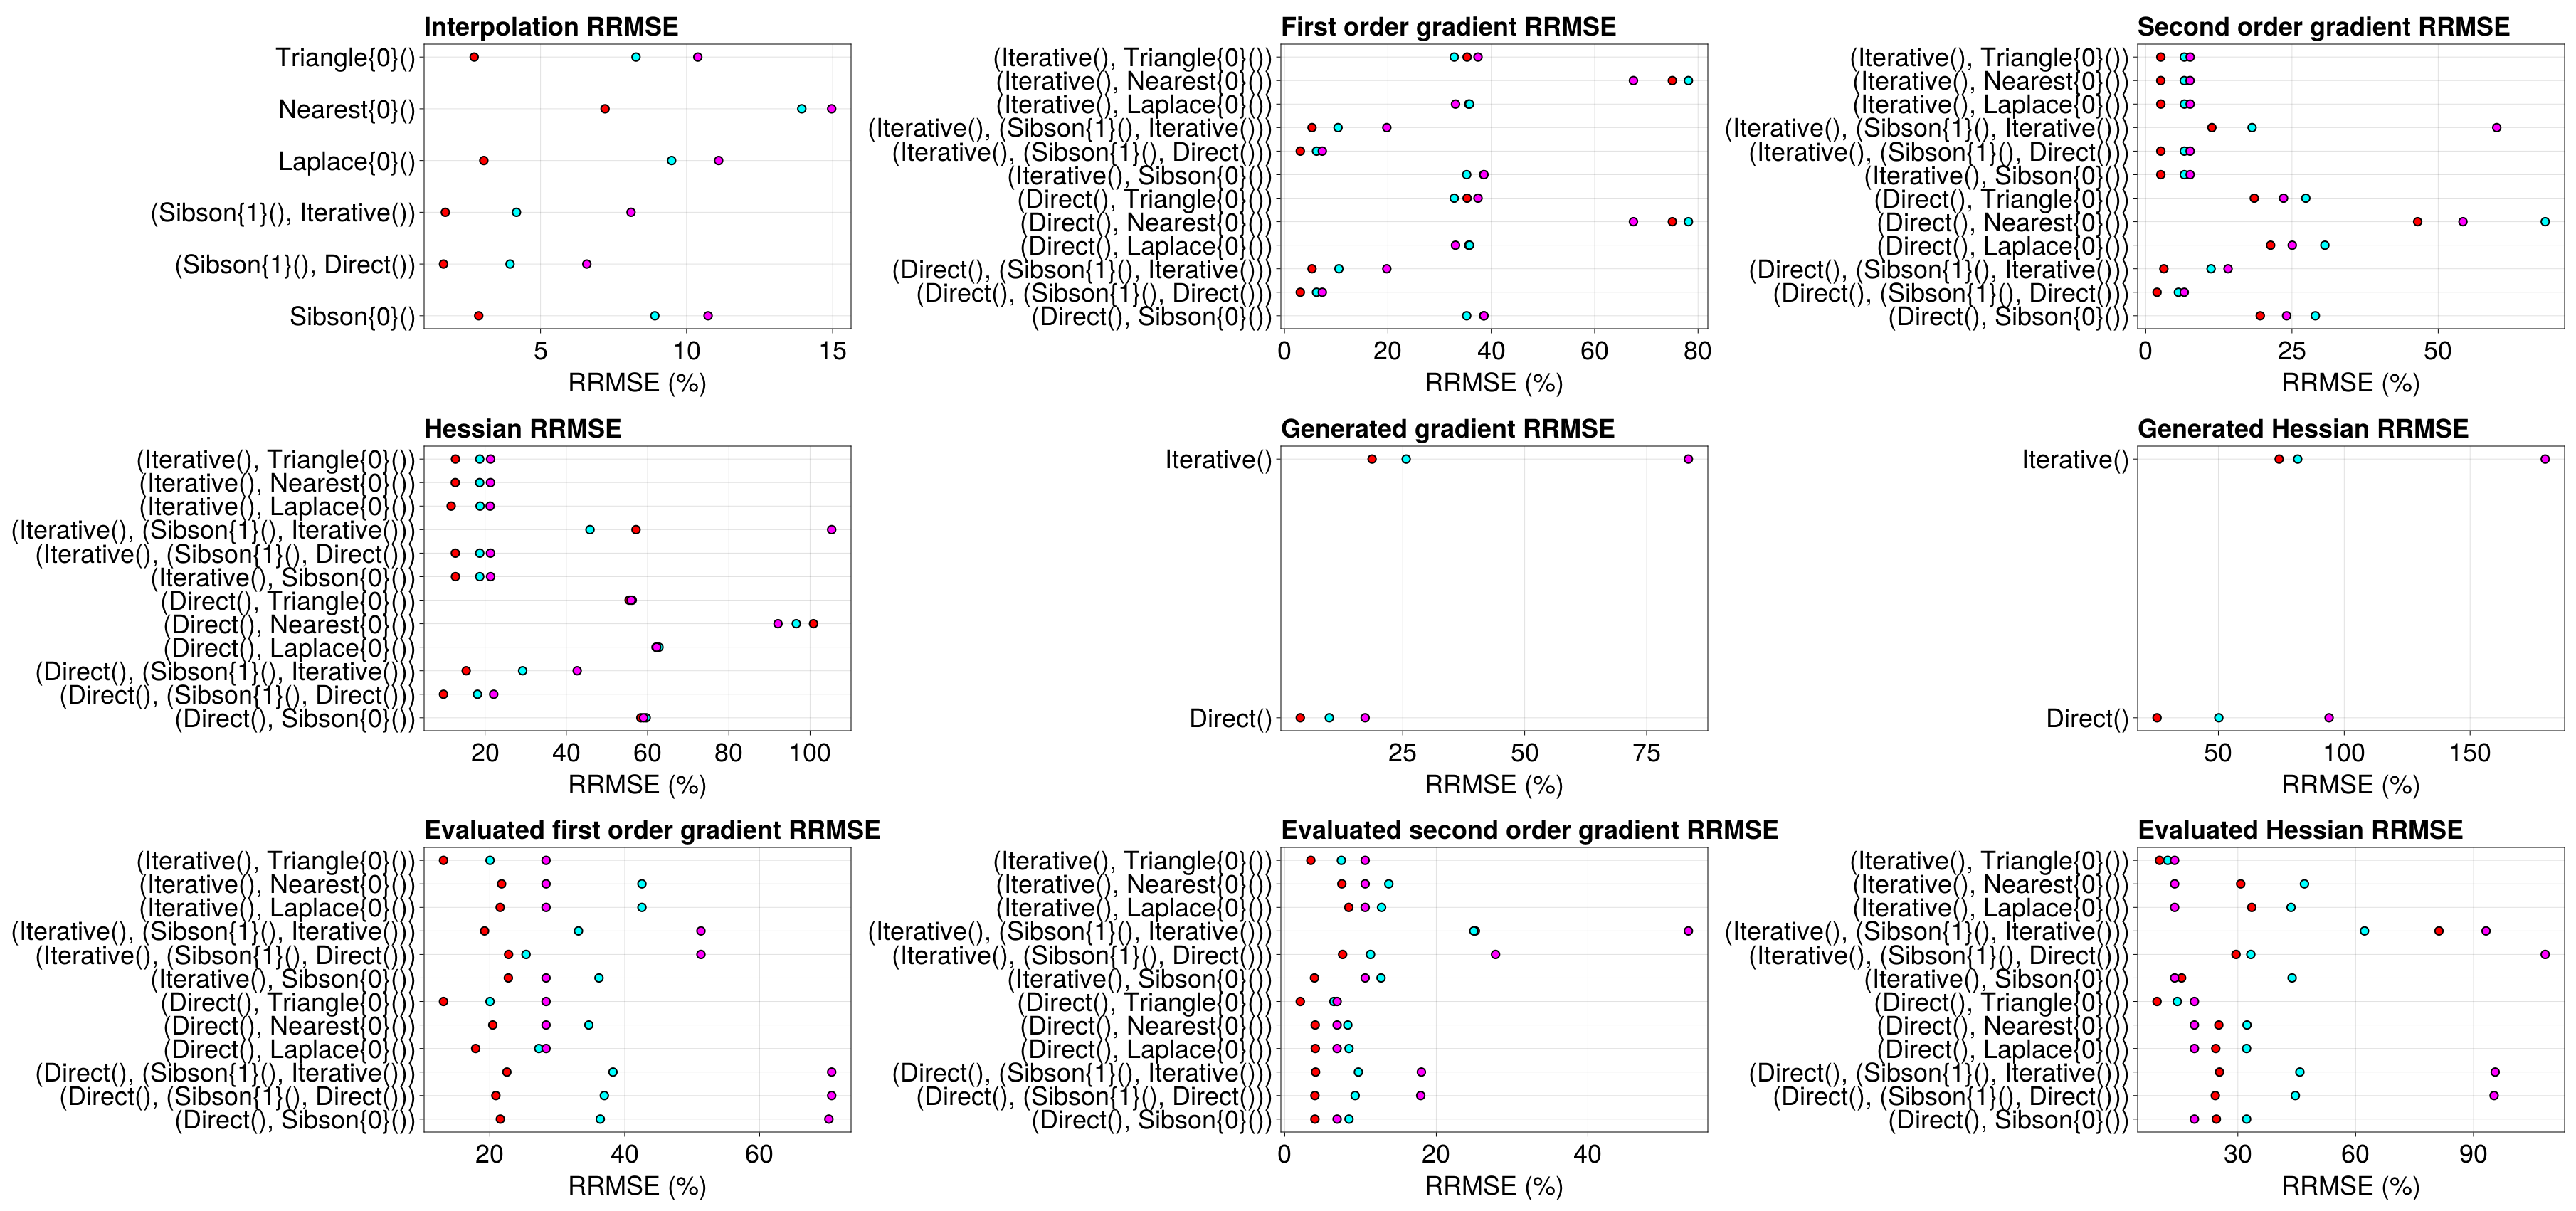 Interpolation RRMSE
Triangle{0}()
Nearest{0}()
Laplace{0}()
(Sibson{1}(), Iterative())
(Sibson{1}(), Direct())
Sibson{0}()
5 10 15
RRMSE (%)
First order gradient RRMSE
(Iterative(), Triangle{0}())
(Iterative(), Nearest{0}())
(Iterative(), Laplace{0}())
(Iterative(), (Sibson{1}(), Iterative()))
(Iterative(), (Sibson{1}(), Direct()))
(Iterative(), Sibson{0}())
(Direct(), Triangle{0}())
(Direct(), Nearest{0}())
(Direct(), Laplace{0}())
(Direct(), (Sibson{1}(), Iterative()))
(Direct(), (Sibson{1}(), Direct()))
(Direct(), Sibson{0}())
0 20 40 60 80
RRMSE (%)
Second order gradient RRMSE
(Iterative(), Triangle{0}())
(Iterative(), Nearest{0}())
(Iterative(), Laplace{0}())
(Iterative(), (Sibson{1}(), Iterative()))
(Iterative(), (Sibson{1}(), Direct()))
(Iterative(), Sibson{0}())
(Direct(), Triangle{0}())
(Direct(), Nearest{0}())
(Direct(), Laplace{0}())
(Direct(), (Sibson{1}(), Iterative()))
(Direct(), (Sibson{1}(), Direct()))
(Direct(), Sibson{0}())
0 25 50
RRMSE (%)
Hessian RRMSE
(Iterative(), Triangle{0}())
(Iterative(), Nearest{0}())
(Iterative(), Laplace{0}())
(Iterative(), (Sibson{1}(), Iterative()))
(Iterative(), (Sibson{1}(), Direct()))
(Iterative(), Sibson{0}())
(Direct(), Triangle{0}())
(Direct(), Nearest{0}())
(Direct(), Laplace{0}())
(Direct(), (Sibson{1}(), Iterative()))
(Direct(), (Sibson{1}(), Direct()))
(Direct(), Sibson{0}())
20 40 60 80 100
RRMSE (%)
Generated gradient RRMSE
Iterative()
Direct()
25 50 75
RRMSE (%)
Generated Hessian RRMSE
Iterative()
Direct()
50 100 150
RRMSE (%)
Evaluated first order gradient RRMSE
(Iterative(), Triangle{0}())
(Iterative(), Nearest{0}())
(Iterative(), Laplace{0}())
(Iterative(), (Sibson{1}(), Iterative()))
(Iterative(), (Sibson{1}(), Direct()))
(Iterative(), Sibson{0}())
(Direct(), Triangle{0}())
(Direct(), Nearest{0}())
(Direct(), Laplace{0}())
(Direct(), (Sibson{1}(), Iterative()))
(Direct(), (Sibson{1}(), Direct()))
(Direct(), Sibson{0}())
20 40 60
RRMSE (%)
Evaluated second order gradient RRMSE
(Iterative(), Triangle{0}())
(Iterative(), Nearest{0}())
(Iterative(), Laplace{0}())
(Iterative(), (Sibson{1}(), Iterative()))
(Iterative(), (Sibson{1}(), Direct()))
(Iterative(), Sibson{0}())
(Direct(), Triangle{0}())
(Direct(), Nearest{0}())
(Direct(), Laplace{0}())
(Direct(), (Sibson{1}(), Iterative()))
(Direct(), (Sibson{1}(), Direct()))
(Direct(), Sibson{0}())
0 20 40
RRMSE (%)
Evaluated Hessian RRMSE
(Iterative(), Triangle{0}())
(Iterative(), Nearest{0}())
(Iterative(), Laplace{0}())
(Iterative(), (Sibson{1}(), Iterative()))
(Iterative(), (Sibson{1}(), Direct()))
(Iterative(), Sibson{0}())
(Direct(), Triangle{0}())
(Direct(), Nearest{0}())
(Direct(), Laplace{0}())
(Direct(), (Sibson{1}(), Iterative()))
(Direct(), (Sibson{1}(), Direct()))
(Direct(), Sibson{0}())
30 60 90
RRMSE (%)